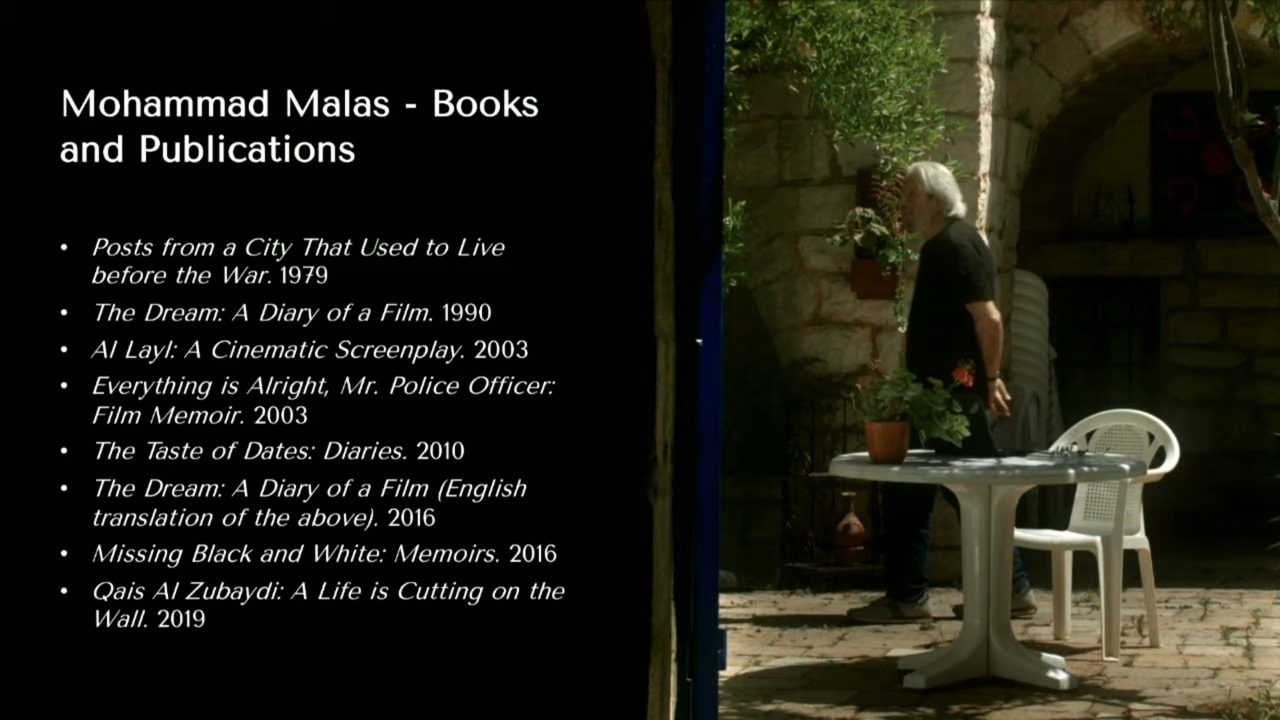 Mohammad Malas - Books
and Publications
• Posts from a City That Used to Live
before the War. 1979
• The Dream: A Diary of a Film. 1990
• Al Layl: A Cinematic Screenplay. 2003
• Everything is Alright, Mr. Police Officer:
Film Memoir. 2003
• The Taste of Dates: Diaries. 2010
• The Dream: A Diary of a Film (English
translation of the above). 2016
• Missing Black and White: Memoirs. 2016
• Qais Al Zubaydi: A Life is Cutting on the
Wall. 2019